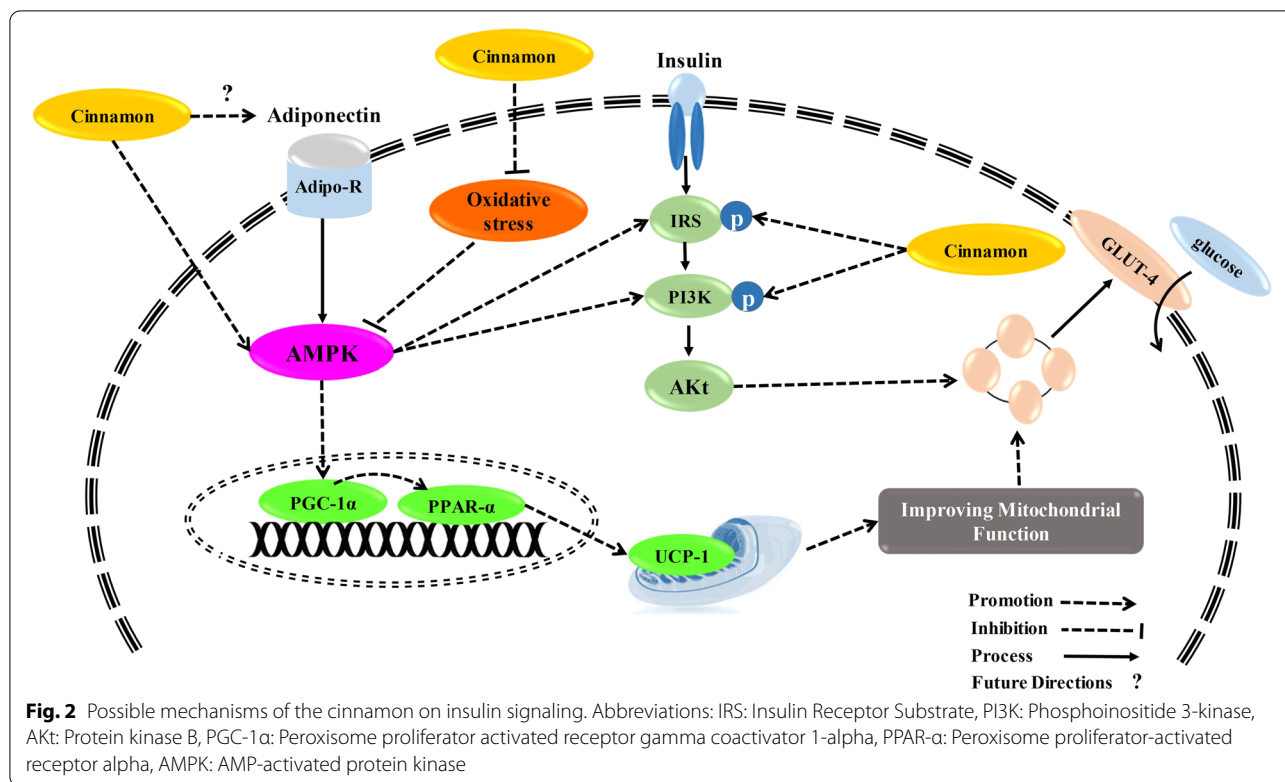 Cinnamon
Insulin
?
Cinnamon
Adiponectin
Adipo-R
Oxidative
stress
IRS
p
Cinnamon
GLUT-4
glucose
PI3K
p
AMPK
AKt
PGC-1α
PPAR-α
UCP-1
Improving Mitochondrial
Function
Promotion
Inhibition
Process
Future Directions ?
Fig. 2 Possible mechanisms of the cinnamon on insulin signaling. Abbreviations: IRS: Insulin Receptor Substrate, PI3K: Phosphoinositide 3-kinase,
AKt: Protein kinase B, PGC-1α: Peroxisome proliferator activated receptor gamma coactivator 1-alpha, PPAR-α: Peroxisome proliferator-activated
receptor alpha, AMPK: AMP-activated protein kinase